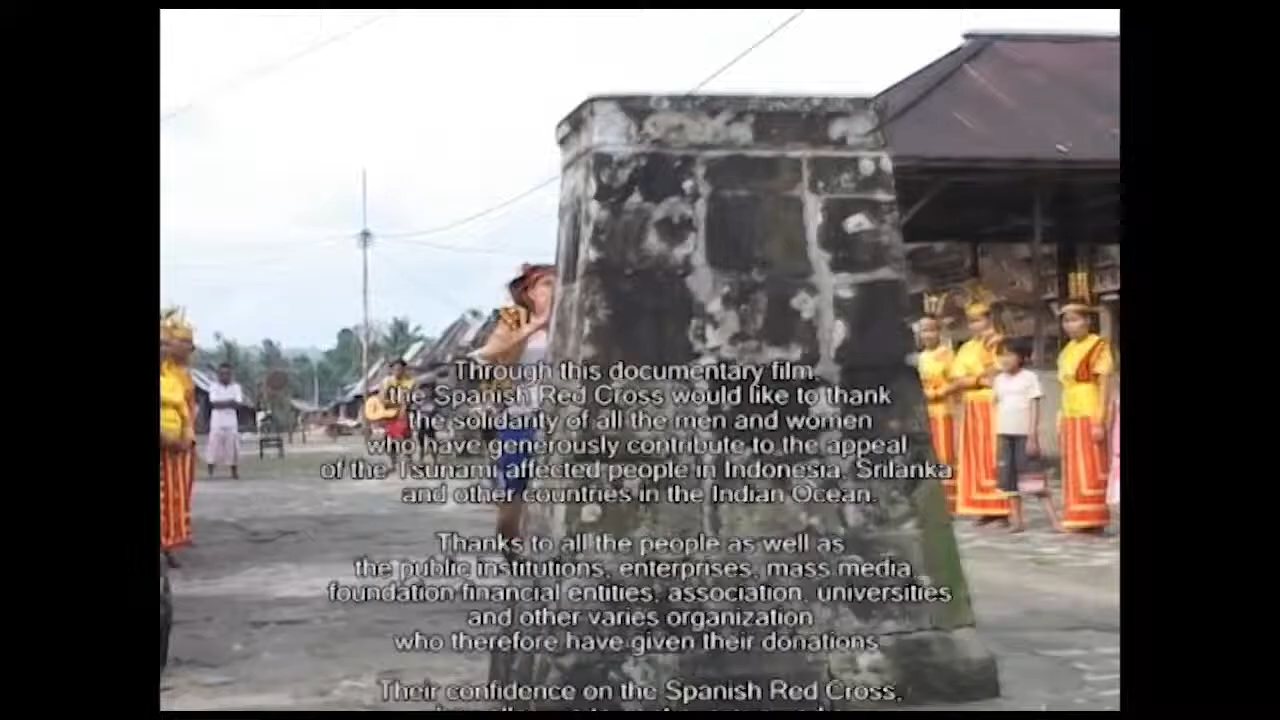 Through this documentary film,
the Spanish Red Cross would like to thank
the solidarity of all the men and women
who have generously contribute to the appeal
of the Tsunami affected people in Indonesia, Srilanka
and other countries in the Indian Ocean.
Thanks to all the people as well as
the public institutions, enterprises, mass media,
foundation financial entities, association, universities
and other varies organization
who therefore have given their donations.
Their confidence on the Spanish Red Cross,